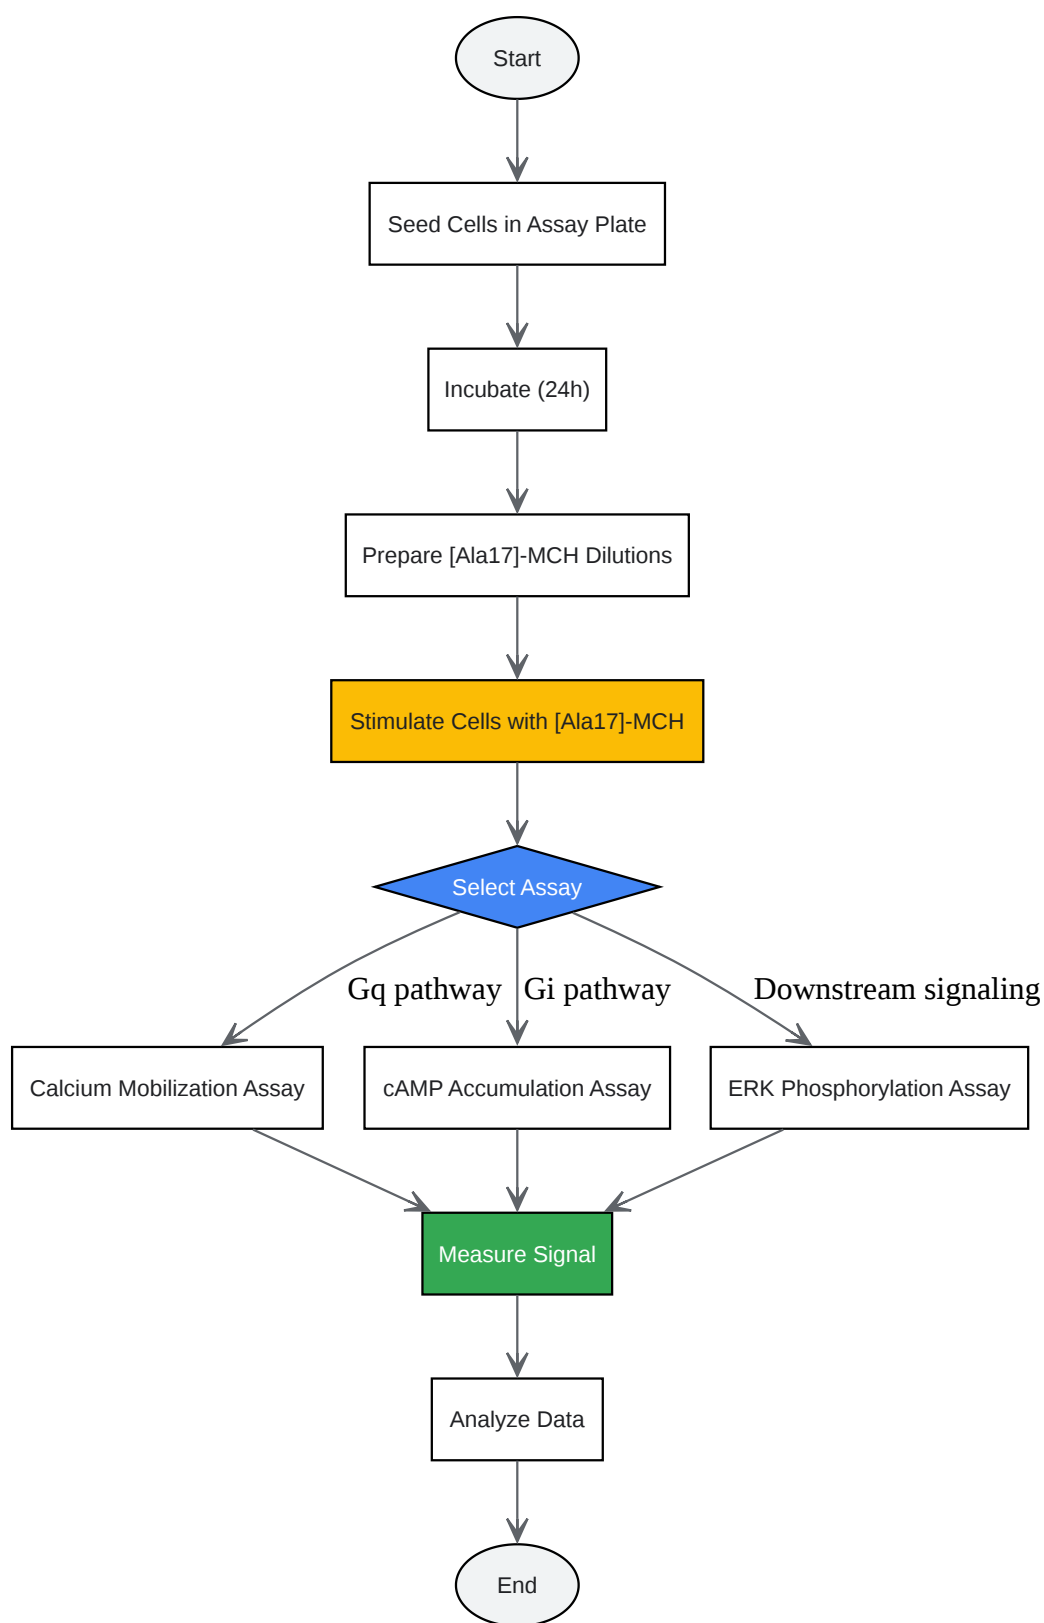 Start
Seed Cells in Assay Plate
Incubate (24h)
Prepare [Ala17]-MCH Dilutions
Stimulate Cells with [Ala17]-MCH
Select Assay
Gq pathway
Gi pathway
Downstream signaling
Calcium Mobilization Assay
cAMP Accumulation Assay
ERK Phosphorylation Assay
Measure Signal
Analyze Data
End